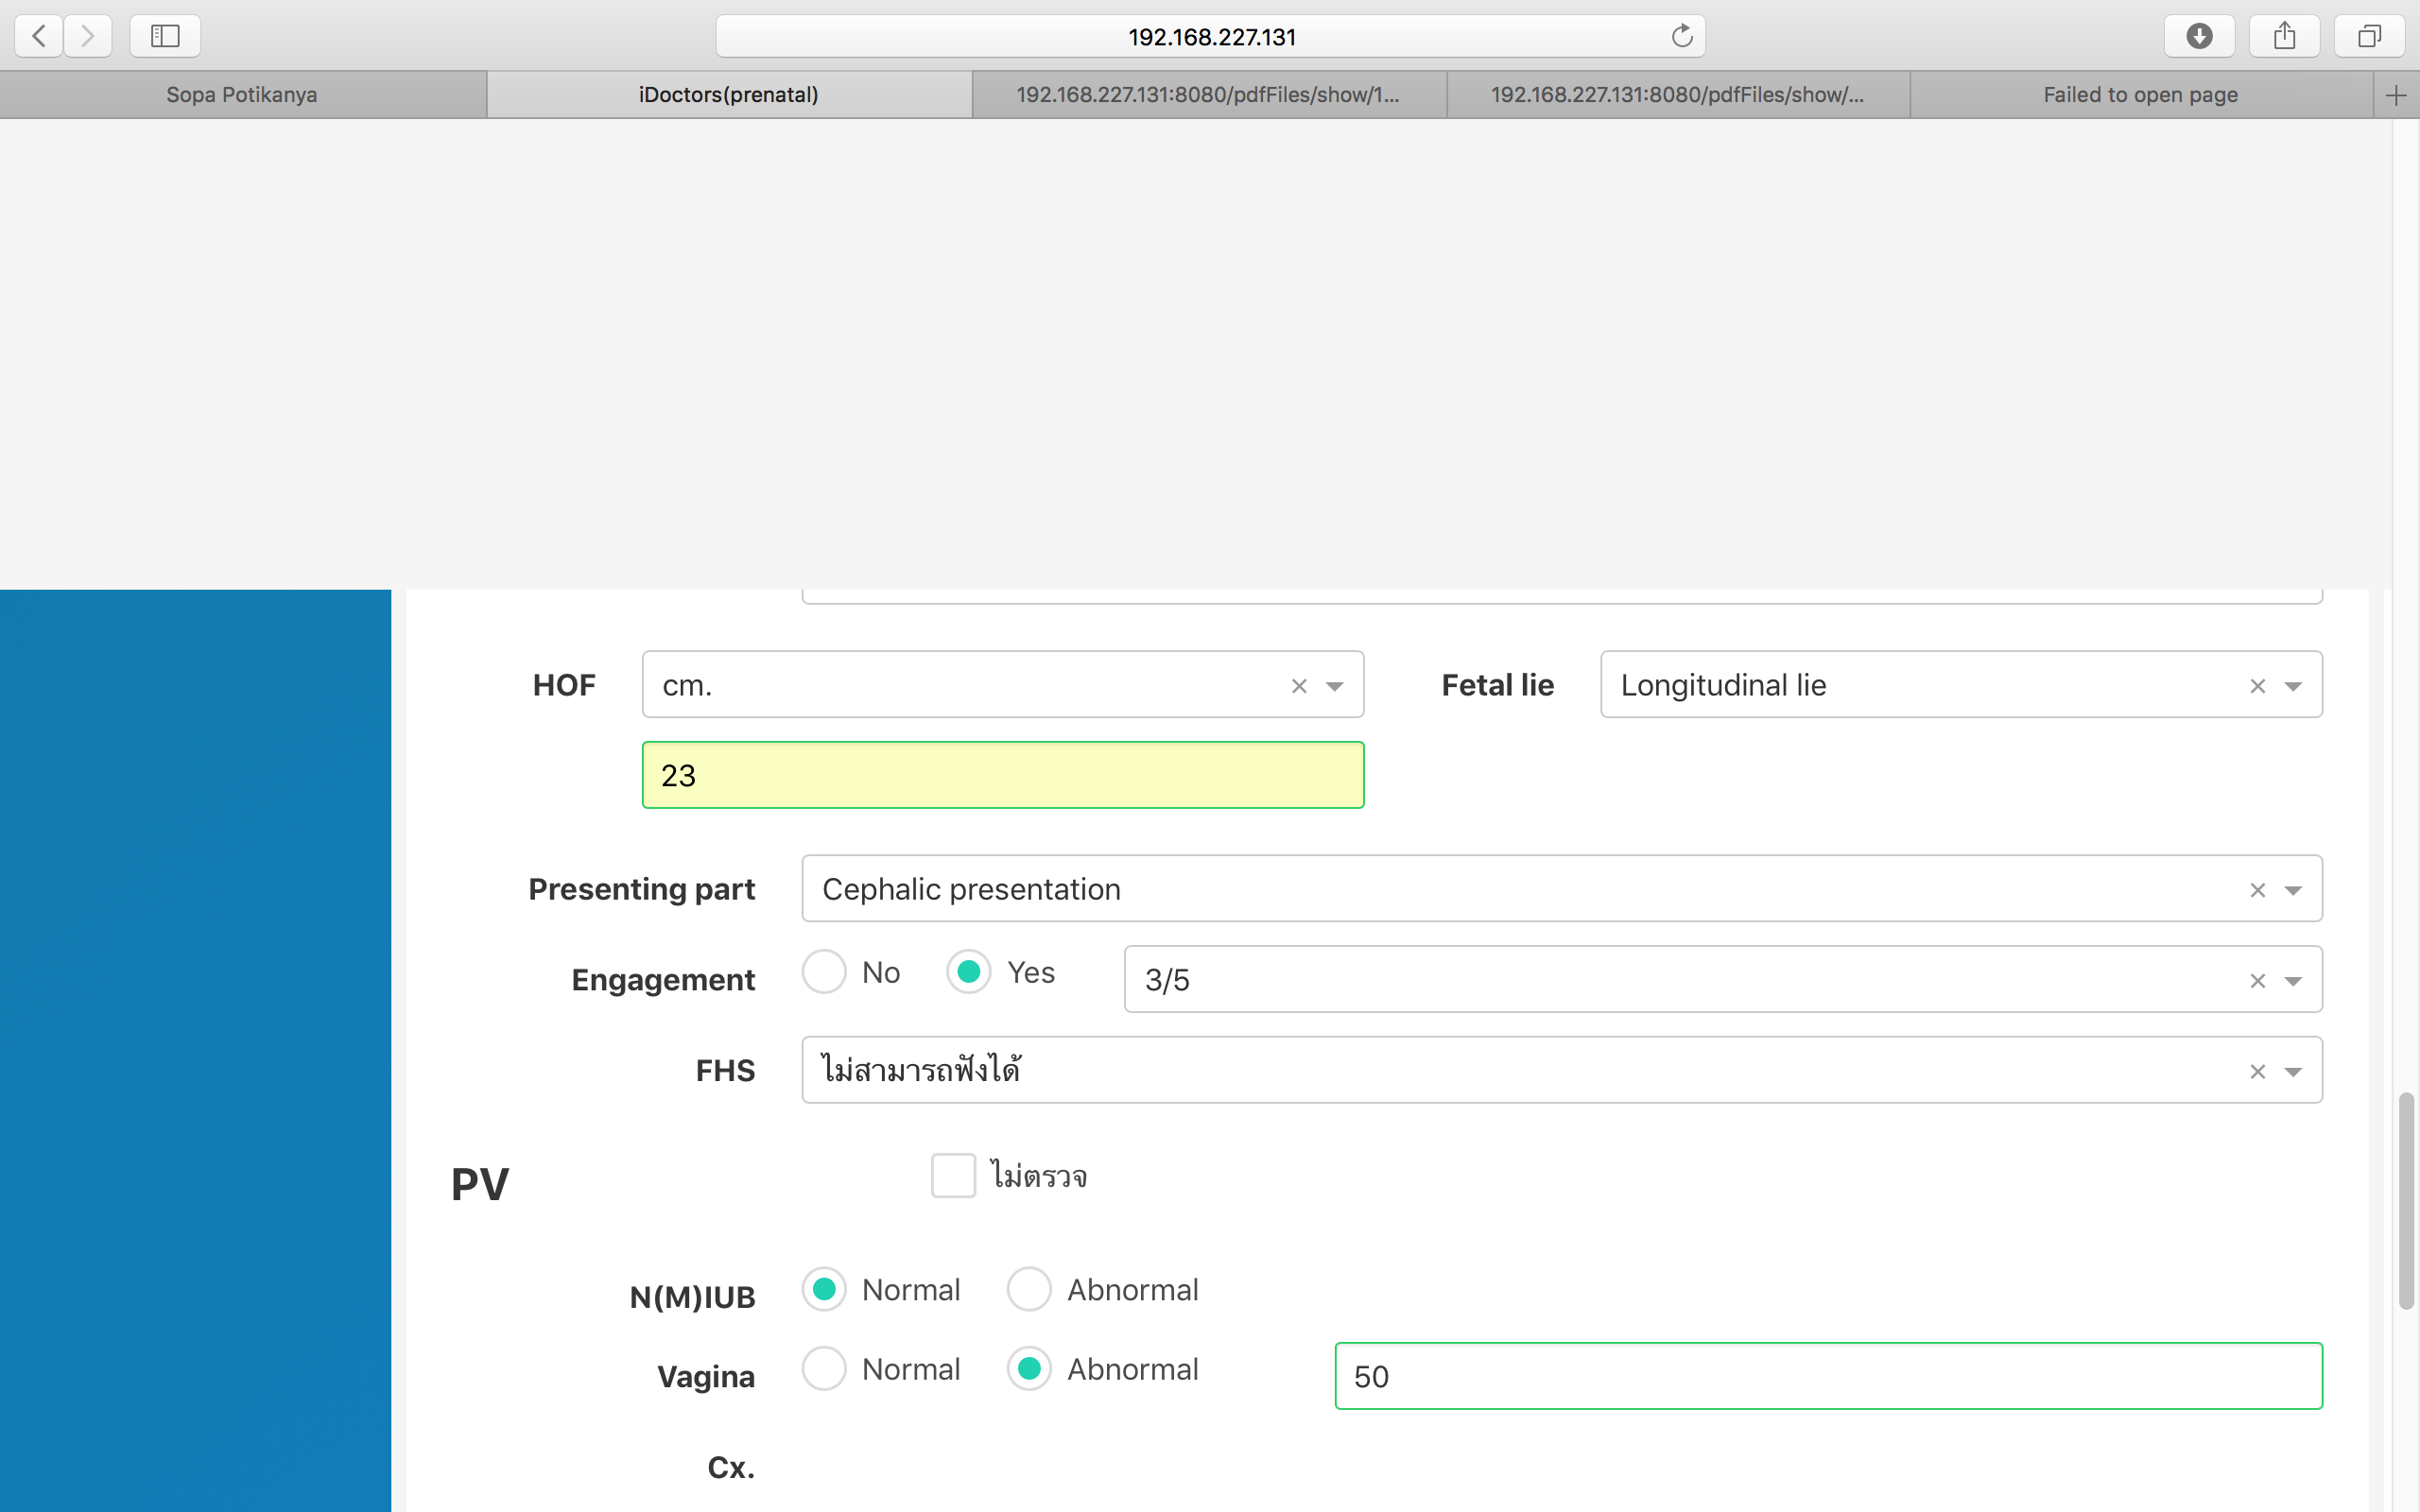 192.168.227.131
Sopa Potikanya
iDoctors(prenatal)
192.168.227.131:8080/pdfFiles/show/1...
192.168.227.131:8080/pdfFiles/show/...
Failed to open page
HOF cm. Fetal lie Longitudinal lie
23
Presenting part Cephalic presentation
Engagement No Yes 3/5
FHS ไม่สามารถฟังได้
PV ไม่ตรวจ
N(M)IUB Normal Abnormal
Vagina Normal Abnormal 50
Cx.